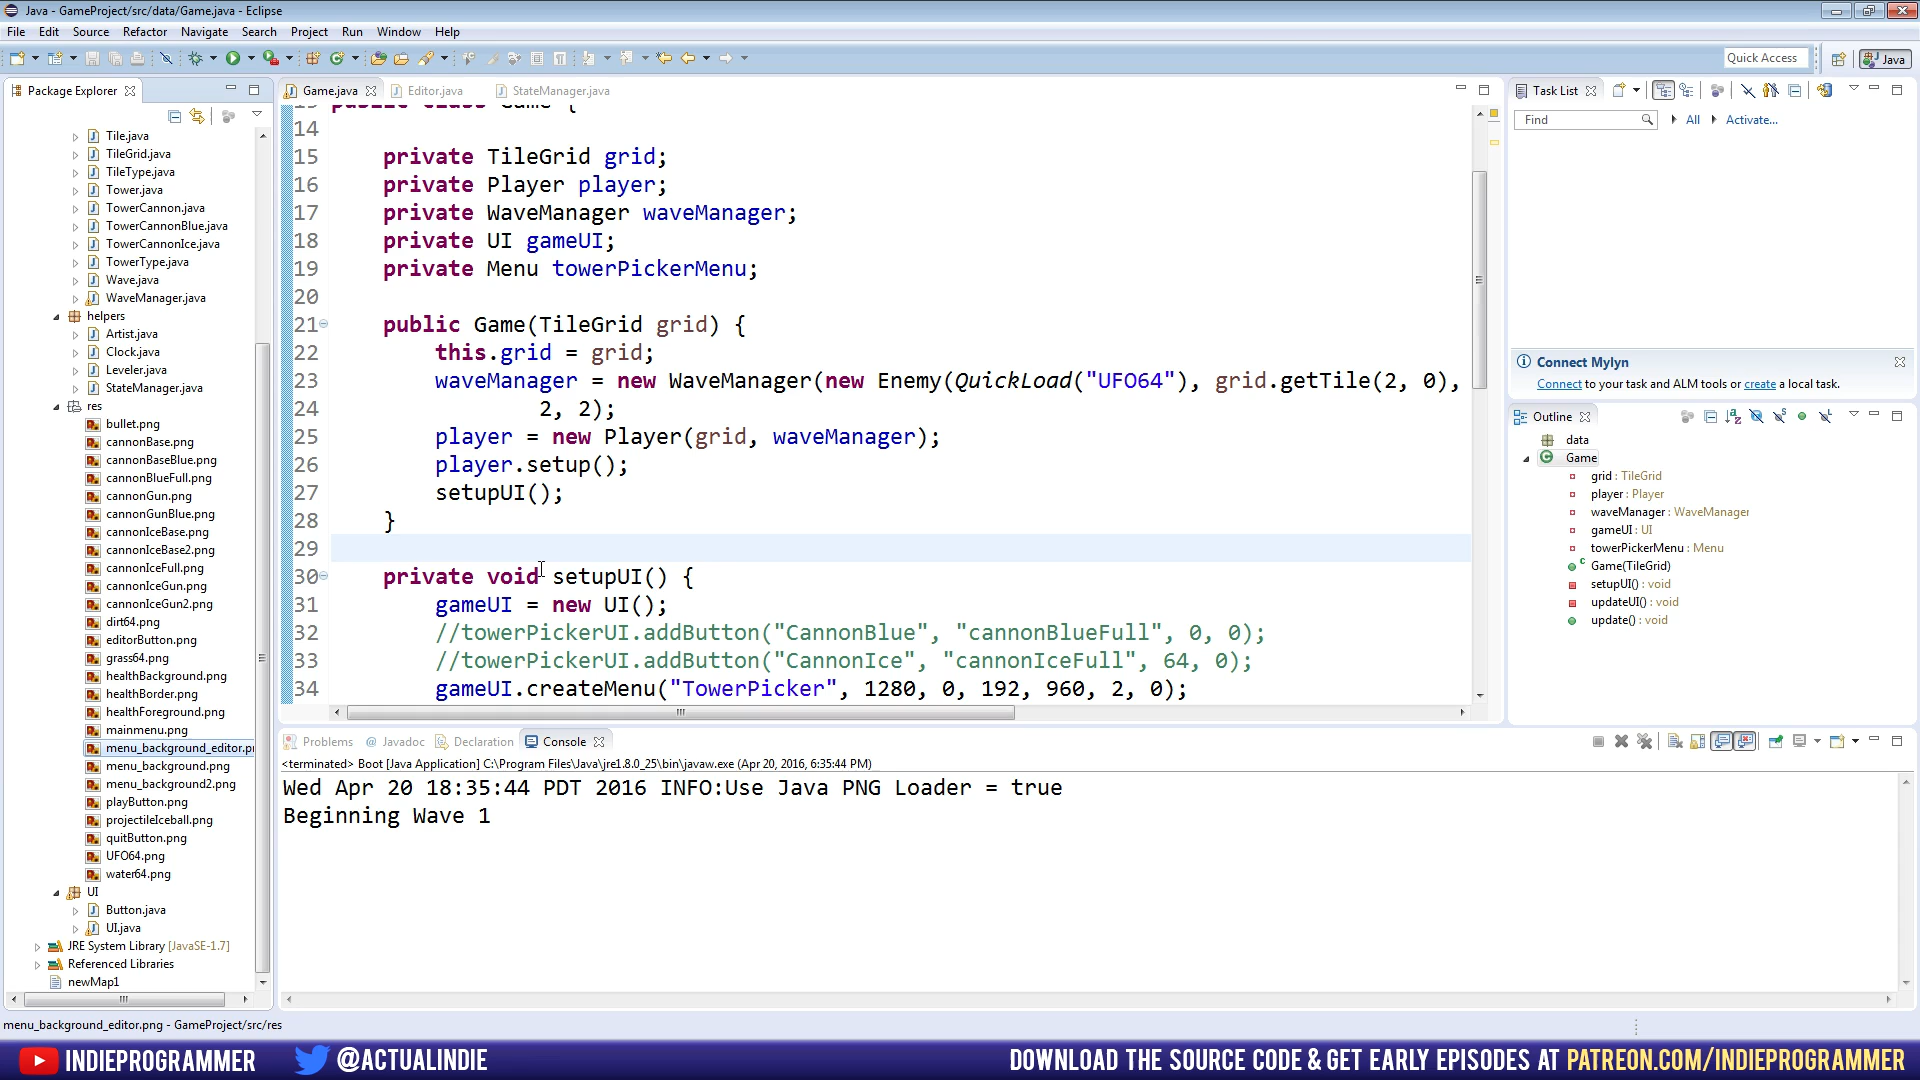 Java - GameProject/src/data/Game.java - Eclipse
File Edit Source Refactor Navigate Search Project Run Window Help
Quick Access
Java
Package Explorer
Tile.java
TileGrid.java
TileType.java
Tower.java
TowerCannon.java
TowerCannonBlue.java
TowerCannonIce.java
TowerType.java
Wave.java
WaveManager.java
helpers
Artist.java
Clock.java
Leveler.java
StateManager.java
res
bullet.png
cannonBase.png
cannonBaseBlue.png
cannonBlueFull.png
cannonGun.png
cannonGunBlue.png
cannonIceBase.png
cannonIceBase2.png
cannonIceFull.png
cannonIceGun.png
cannonIceGun2.png
dirt64.png
editorButton.png
grass64.png
healthBackground.png
healthBorder.png
healthForeground.png
mainmenu.png
menu_background_editor.p
menu_background.png
menu_background2.png
playButton.png
projectileIceball.png
quitButton.png
UFO64.png
water64.png
UI
Button.java
UI.java
JRE System Library [JavaSE-1.7]
Referenced Libraries
newMap1
Game.java Editor.java StateManager.java
public class Game {
14
15 private TileGrid grid;
16 private Player player;
17 private WaveManager waveManager;
18 private UI gameUI;
19 private Menu towerPickerMenu;
20
21 public Game(TileGrid grid) {
22 this.grid = grid;
23 waveManager = new WaveManager(new Enemy(QuickLoad("UFO64"), grid.getTile(2, 0),
24 2, 2);
25 player = new Player(grid, waveManager);
26 player.setup();
27 setupUI();
28 }
29
30 private void setupUI() {
31 gameUI = new UI();
32 //towerPickerUI.addButton("CannonBlue", "cannonBlueFull", 0, 0);
33 //towerPickerUI.addButton("CannonIce", "cannonIceFull", 64, 0);
34 gameUI.createMenu("TowerPicker", 1280, 0, 192, 960, 2, 0);
Task List
Find All Activate...
Connect Mylyn
Connect to your task and ALM tools or create a local task.
Outline
data
Game
grid : TileGrid
player : Player
waveManager : WaveManager
gameUI : UI
towerPickerMenu : Menu
Game(TileGrid)
setupUI() : void
updateUI() : void
update() : void
Problems @ Javadoc Declaration Console
<terminated> Boot [Java Application] C:\Program Files\Java\jre1.8.0_25\bin\javaw.exe (Apr 20, 2016, 6:35:44 PM)
Wed Apr 20 18:35:44 PDT 2016 INFO:Use Java PNG Loader = true
Beginning Wave 1
menu_background_editor.png - GameProject/src/res
INDIEPROGRAMMER @ACTUALINDIE DOWNLOAD THE SOURCE CODE & GET EARLY EPISODES AT PATREON.COM/INDIEPROGRAMMER